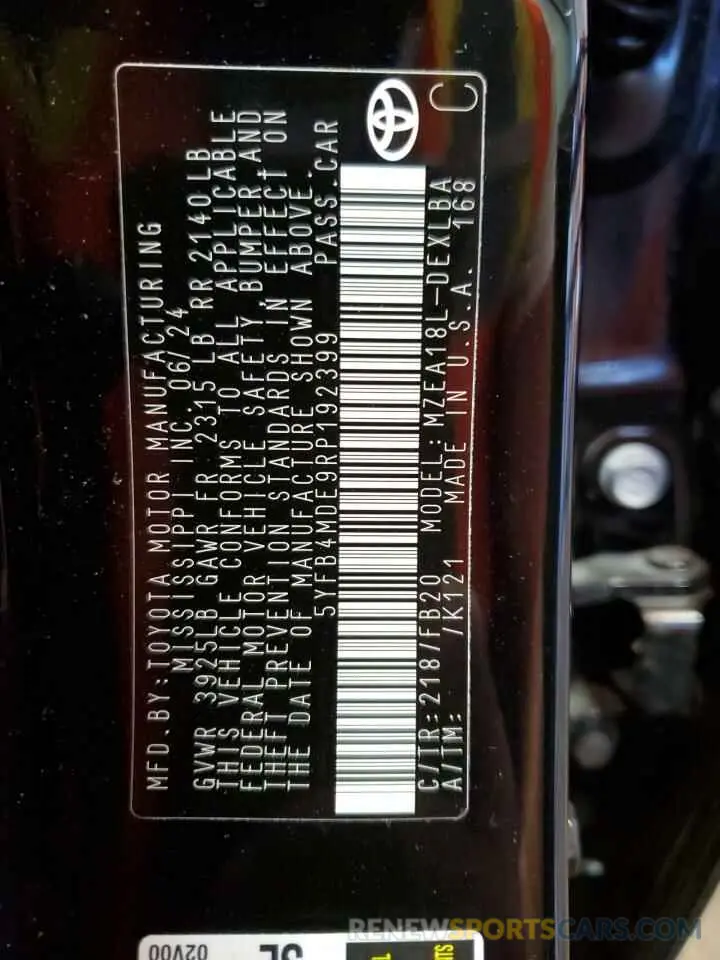 MFD.BY:TOYOTA MOTOR MANUFACTURING
MISSISSIPPI INC. 06/24
GVWR 3925LB GAWR FR 2315 LB RR 2140 LB
THIS VEHICLE CONFORMS TO ALL APPLICABLE
FEDERAL MOTOR VEHICLE SAFETY, BUMPER, AND
THEFT PREVENTION STANDARDS IN EFFECT ON
THE DATE OF MANUFACTURE SHOWN ABOVE.
5YFB4MDE9RP192399 PASS.CAR
C/TR:218/FB20 MODEL:MZEA18L-DEXLBA
A/TM: /K121 MADE IN U.S.A. 168
C
02V00
RENEWSPORTSCARS.COM